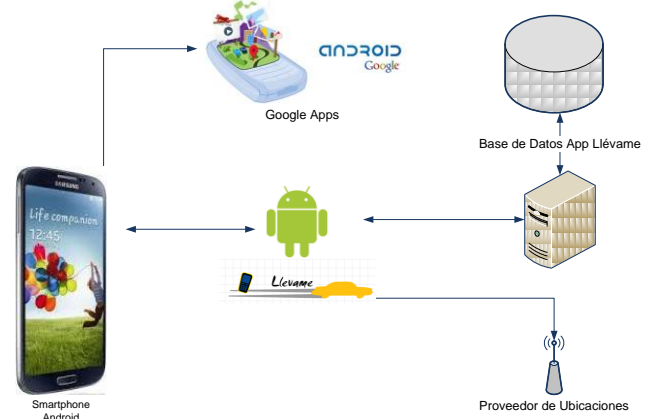 ANDROID
Google
Google Apps
Base de Datos App Llévame
SAMSUNG
Life companion
12:45
Llevame
Smartphone
Android
Proveedor de Ubicaciones